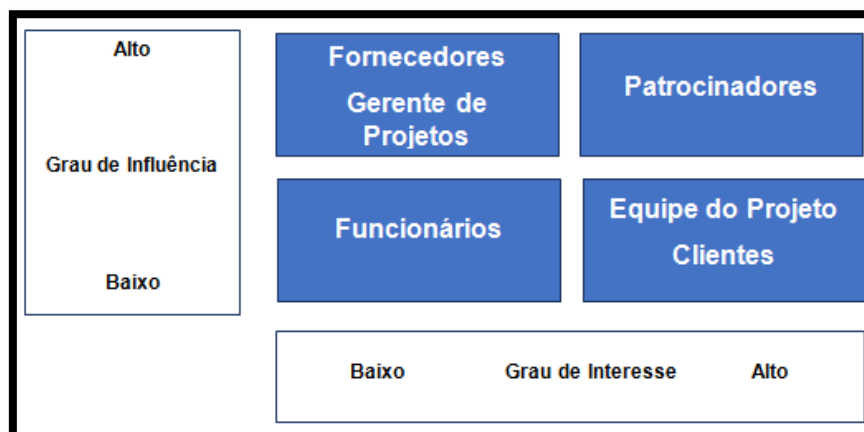 Alto
Grau de Influência
Baixo
Fornecedores
Gerente de
Projetos
Patrocinadores
Funcionários
Equipe do Projeto
Clientes
Baixo Grau de Interesse Alto